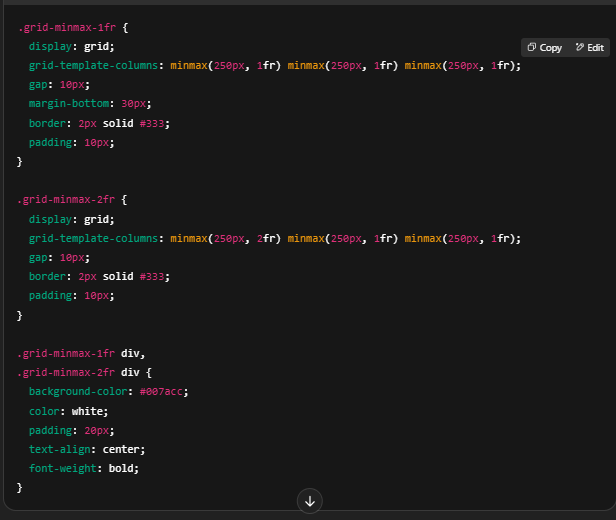 .grid-minmax-1fr {
display: grid;
Copy Edit
grid-template-columns: minmax(250px, 1fr) minmax(250px, 1fr) minmax(250px, 1fr);
gap: 10px;
margin-bottom: 30px;
border: 2px solid #333;
padding: 10px;
}
.grid-minmax-2fr {
display: grid;
grid-template-columns: minmax(250px, 2fr) minmax(250px, 1fr) minmax(250px, 1fr);
gap: 10px;
border: 2px solid #333;
padding: 10px;
}
.grid-minmax-1fr div,
.grid-minmax-2fr div {
background-color: #007acc;
color: white;
padding: 20px;
text-align: center;
font-weight: bold;
}